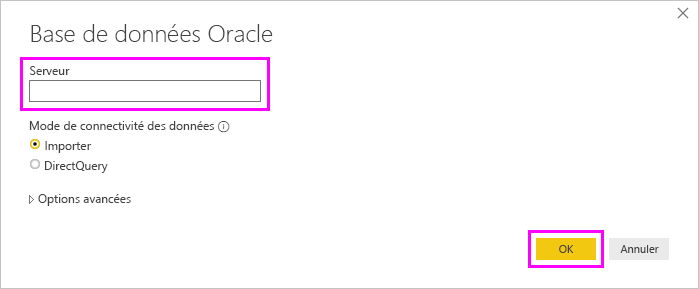 Base de données Oracle
Serveur
Mode de connectivité des données
Importer
DirectQuery
Options avancées
OK
Annuler